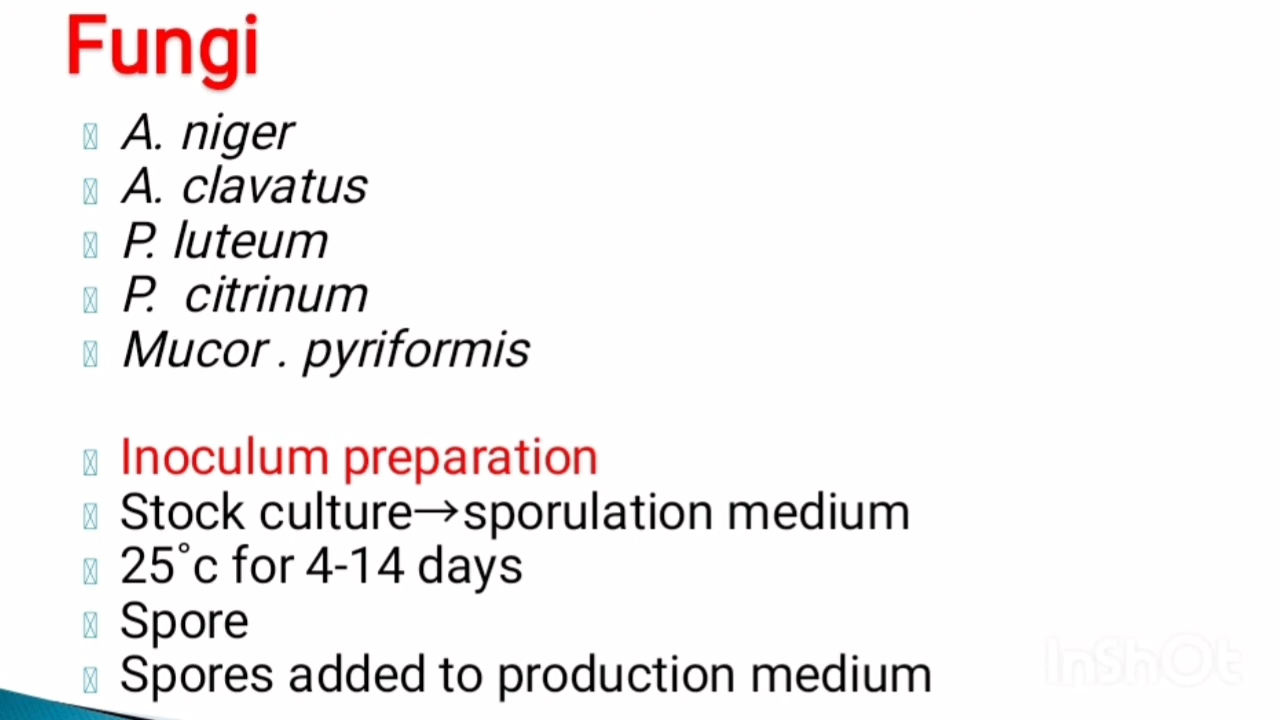 Fungi
A. niger
A. clavatus
P. luteum
P. citrinum
Mucor . pyriformis
Inoculum preparation
Stock culture→sporulation medium
25°c for 4-14 days
Spore
Spores added to production medium
InShOt